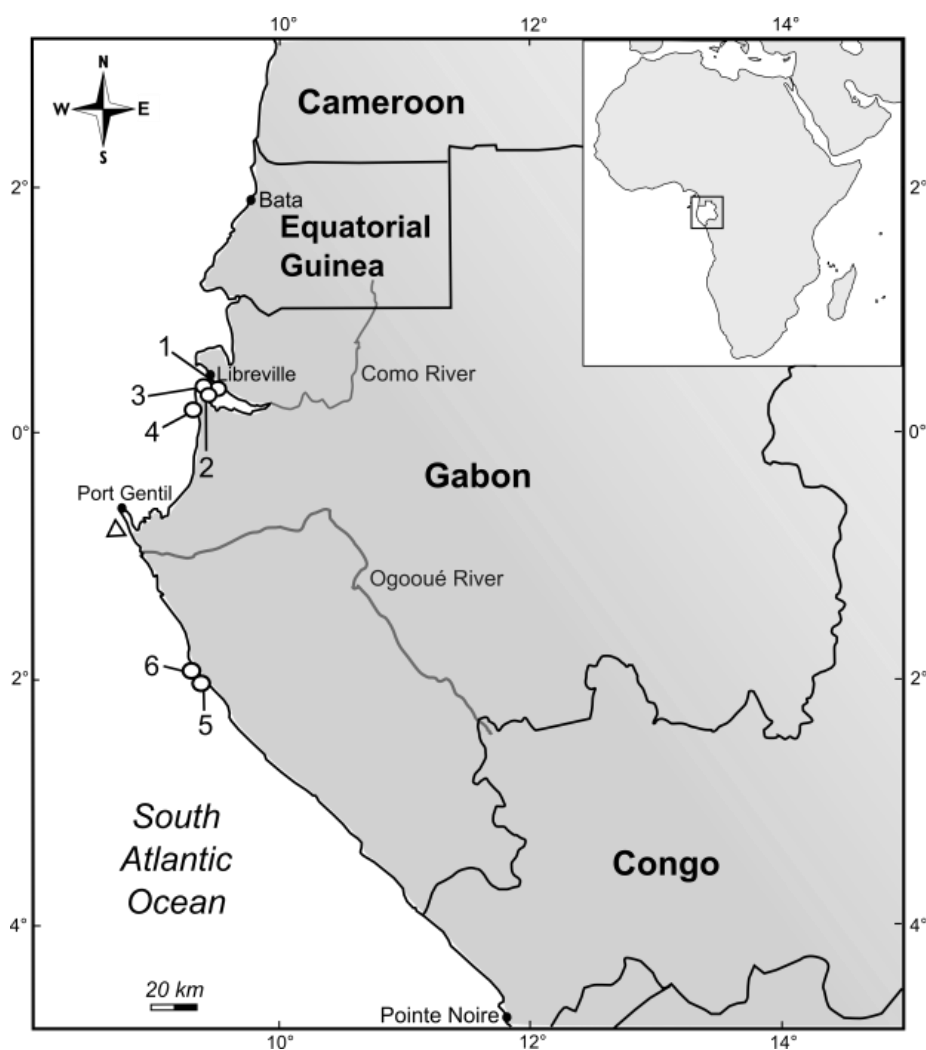 10°
12°
14°
N
W
E
S
Cameroon
2°
2°
Bata
Equatorial
Guinea
1
Libreville
3
Como River
4
0°
0°
2
Gabon
Port Gentil
Ogooué River
6
2°
2°
5
South
Atlantic
Ocean
Congo
4°
4°
20 km
Pointe Noire
10°
12°
14°